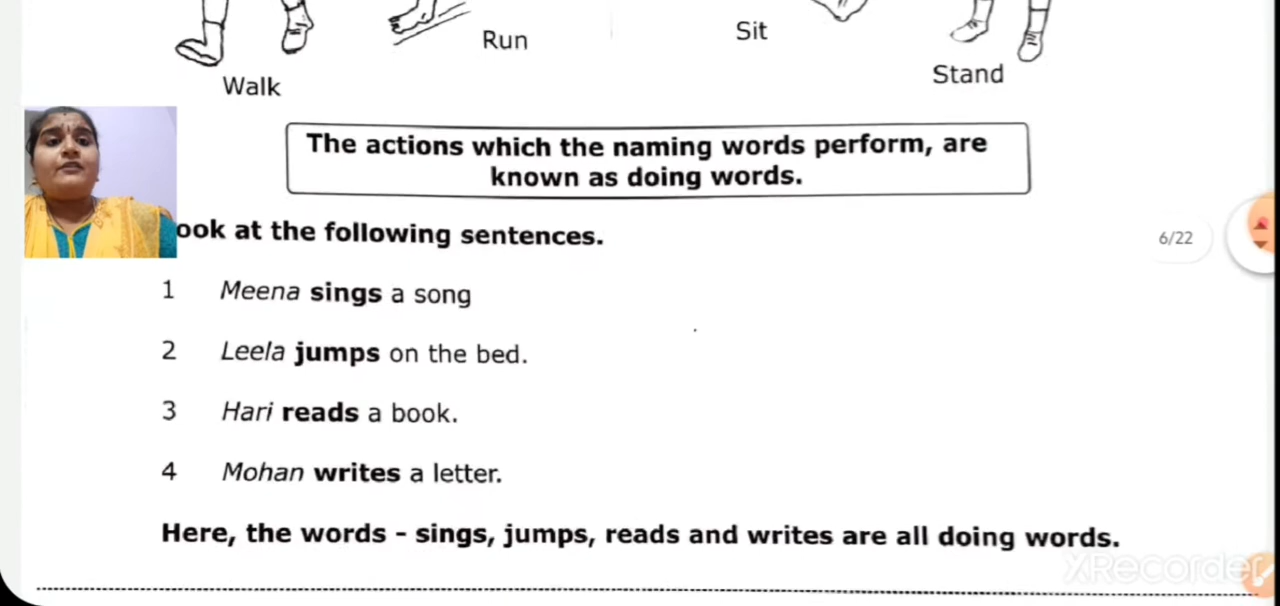 Run
Sit
Walk
Stand
The actions which the naming words perform, are
known as doing words.
ook at the following sentences.
6/22
1 Meena sings a song
2 Leela jumps on the bed.
3 Hari reads a book.
4 Mohan writes a letter.
Here, the words - sings, jumps, reads and writes are all doing words.
XRecorder